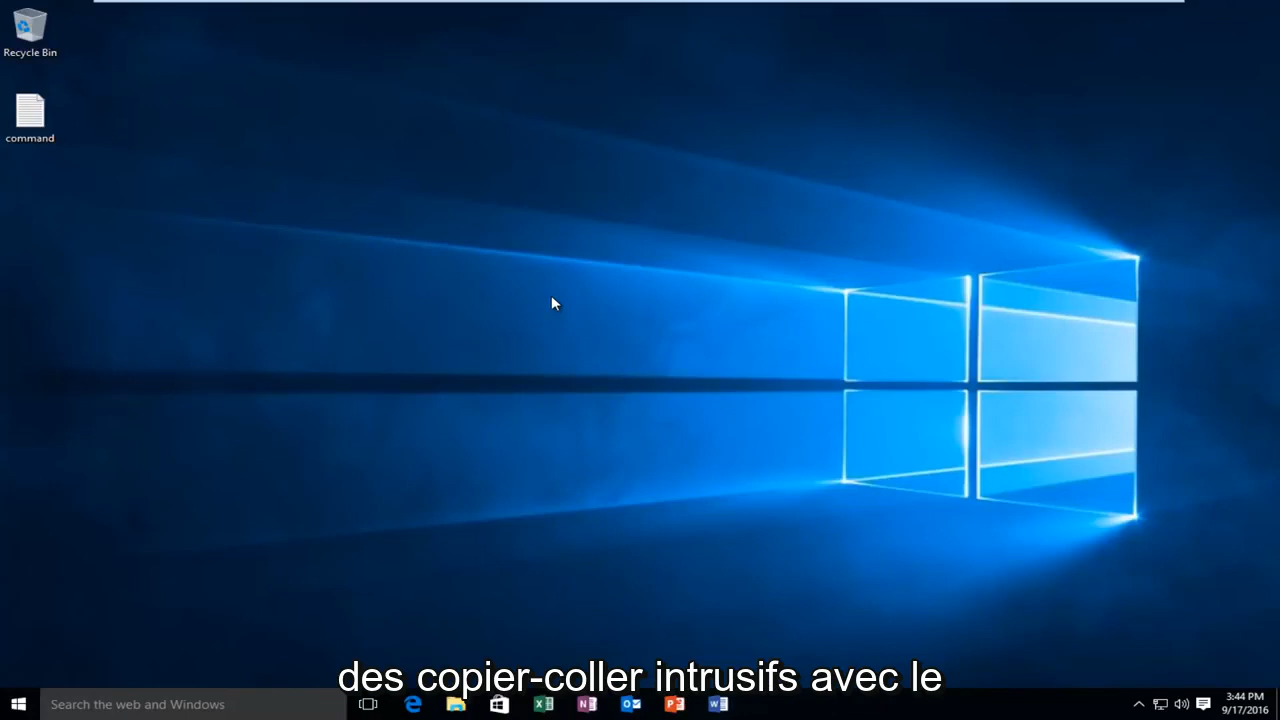 Recycle Bin
command
des copier-coller intrusifs avec le
Search the web and Windows
3:44 PM
9/17/2016